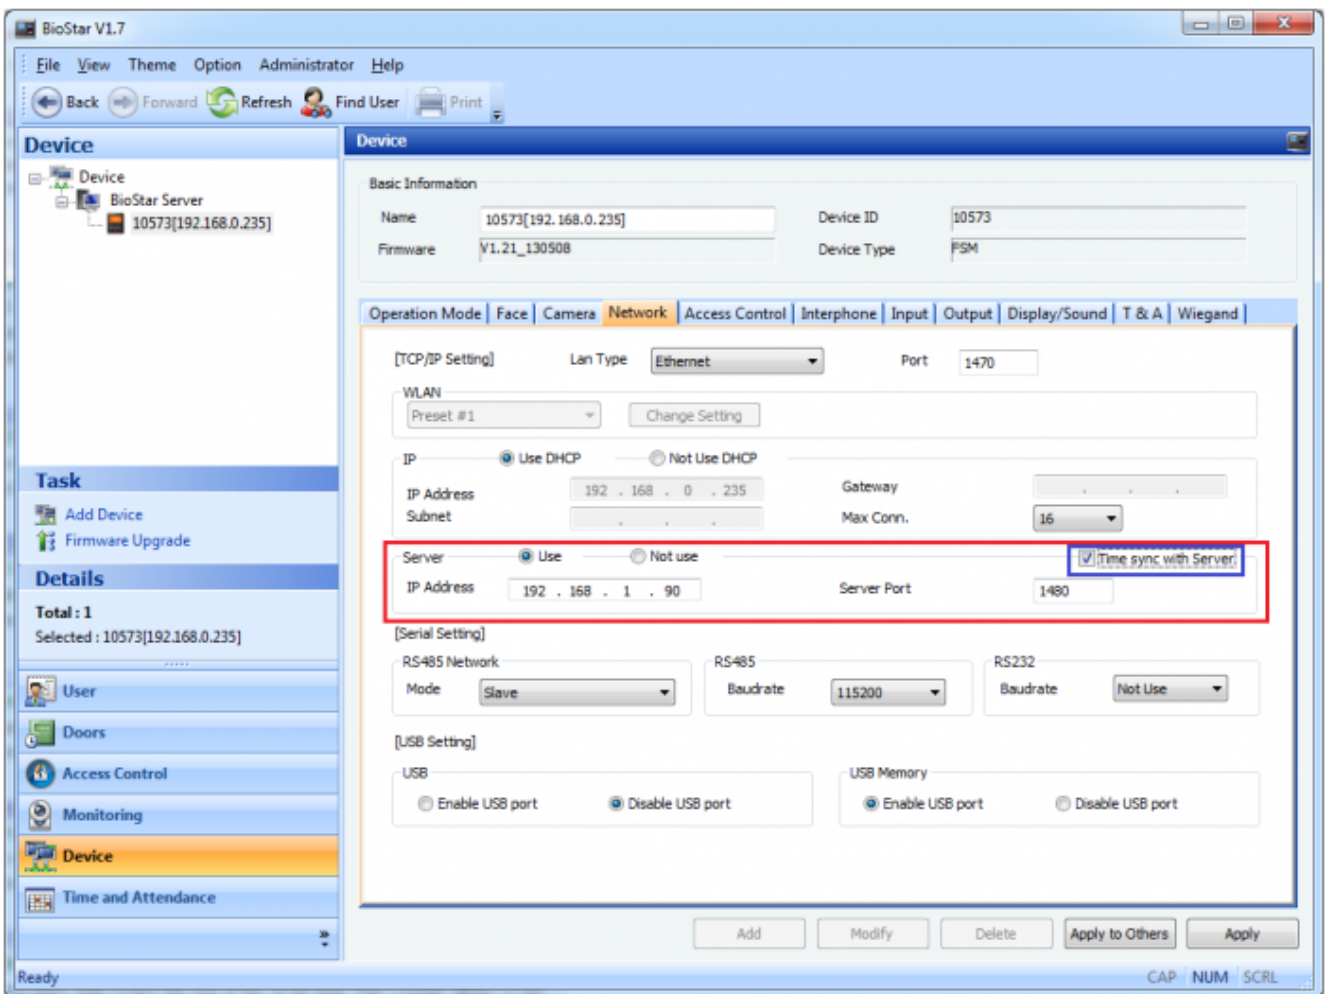 BioStar V1.7
File View Theme Option Administrator Help
Back Forward Refresh Find User Print
Device
Device
BioStar Server
10573[192.168.0.235]
Task
Add Device
Firmware Upgrade
Details
Total : 1
Selected : 10573[192.168.0.235]
User
Doors
Access Control
Monitoring
Device
Time and Attendance
Device
Basic Information
Name 10573[192.168.0.235] Device ID 10573
Firmware V1.21_130508 Device Type FSM
Operation Mode Face Camera Network Access Control Interphone Input Output Display/Sound T & A Wiegand
[TCP/IP Setting] Lan Type Ethernet Port 1470
WLAN
Preset #1 Change Setting
IP Use DHCP Not Use DHCP
IP Address 192 . 168 . 0 . 235 Gateway . . .
Subnet . . . Max Conn. 16
Server Use Not use Time sync with Server
IP Address 192 . 168 . 1 . 90 Server Port 1480
[Serial Setting]
RS485 Network RS485 RS232
Mode Slave Baudrate 115200 Baudrate Not Use
[USB Setting]
USB USB Memory
Enable USB port Disable USB port Enable USB port Disable USB port
Add Modify Delete Apply to Others Apply
Ready CAP NUM SCRL